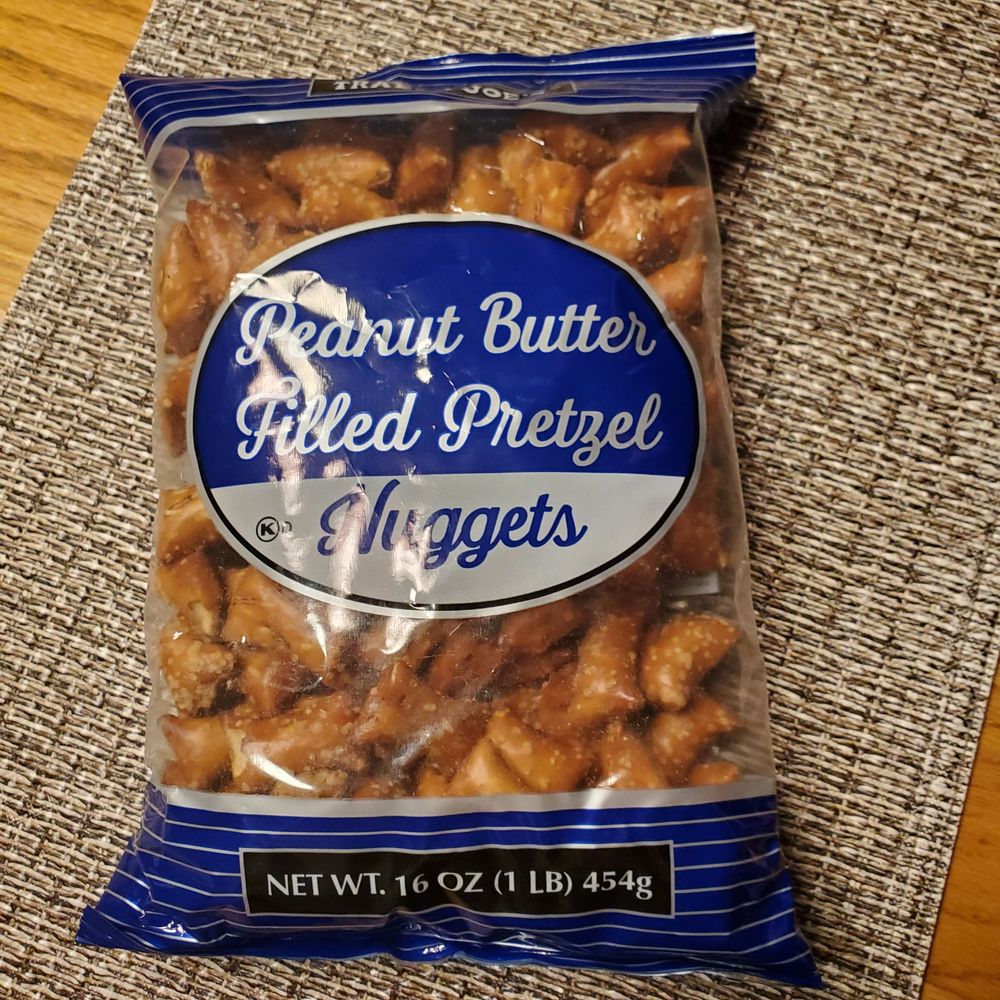 Peanut Butter
Filled Pretzel
Nuggets
K D
NET WT. 16 OZ (1 LB) 454g